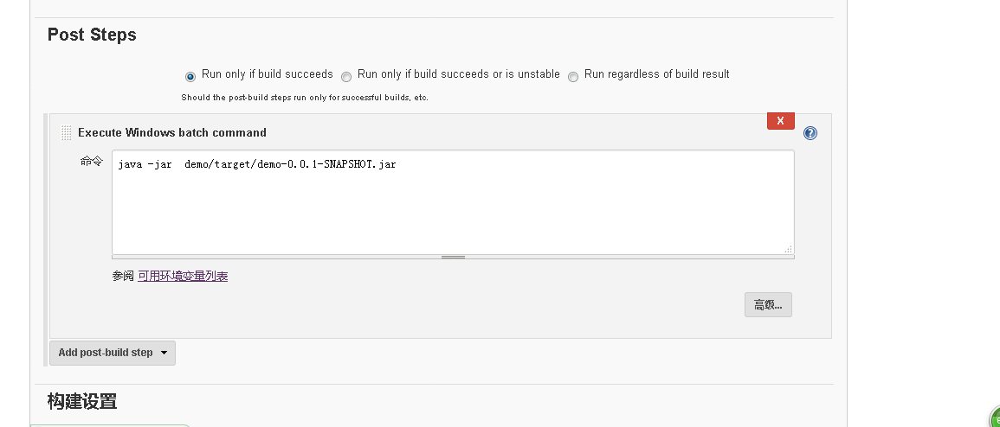 Post Steps
Run only if build succeeds Run only if build succeeds or is unstable Run regardless of build result
Should the post-build steps run only for successful builds, etc.
X
Execute Windows batch command
命令
java -jar  demo/target/demo-0.0.1-SNAPSHOT.jar
参阅 可用环境变量列表
高级...
Add post-build step
构建设置